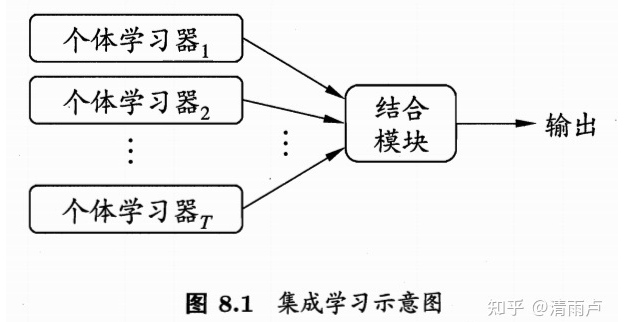 个体学习器1
个体学习器2
个体学习器T
结合
模块
输出
图 8.1 集成学习示意图
知乎 @清雨卢